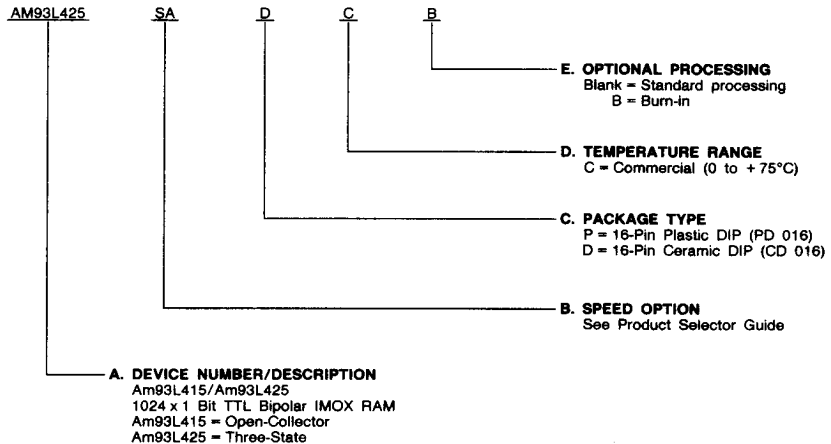 AM93L425 SA D C B
E. OPTIONAL PROCESSING
Blank = Standard processing
B = Burn-in
D. TEMPERATURE RANGE
C = Commercial (0 to +75°C)
C. PACKAGE TYPE
P = 16-Pin Plastic DIP (PD 016)
D = 16-Pin Ceramic DIP (CD 016)
B. SPEED OPTION
See Product Selector Guide
A. DEVICE NUMBER/DESCRIPTION
Am93L415/Am93L425
1024 x 1 Bit TTL Bipolar IMOX RAM
Am93L415 = Open-Collector
Am93L425 = Three-State